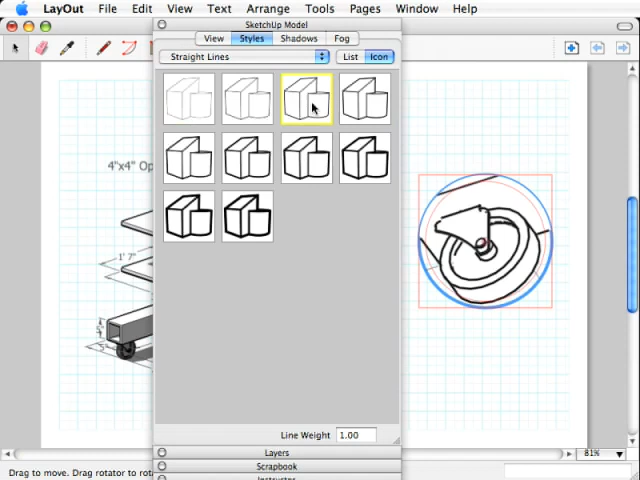 LayOut File Edit View Text Arrange Tools Pages Window Help
SketchUp Model
View Styles Shadows Fog
Straight Lines List Icon
4"x4" Op
1' 7"
5"
Line Weight 1.00
Layers
Scrapbook
Instructor
81%
Drag to move. Drag rotator to rot